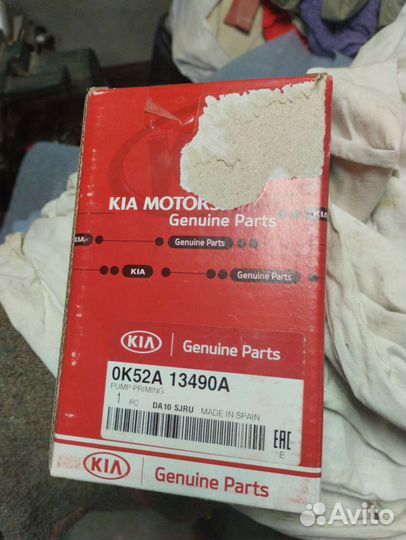 KIA MOTORS
Genuine Parts
KIA
Genuine Parts
KIA
Genuine Parts
KIA Genuine Parts
0K52A 13490A
PUMP-PRIMING
1 PC DA10 SJRU MADE IN SPAIN
EAC
E
KIA Genuine Parts
Avito